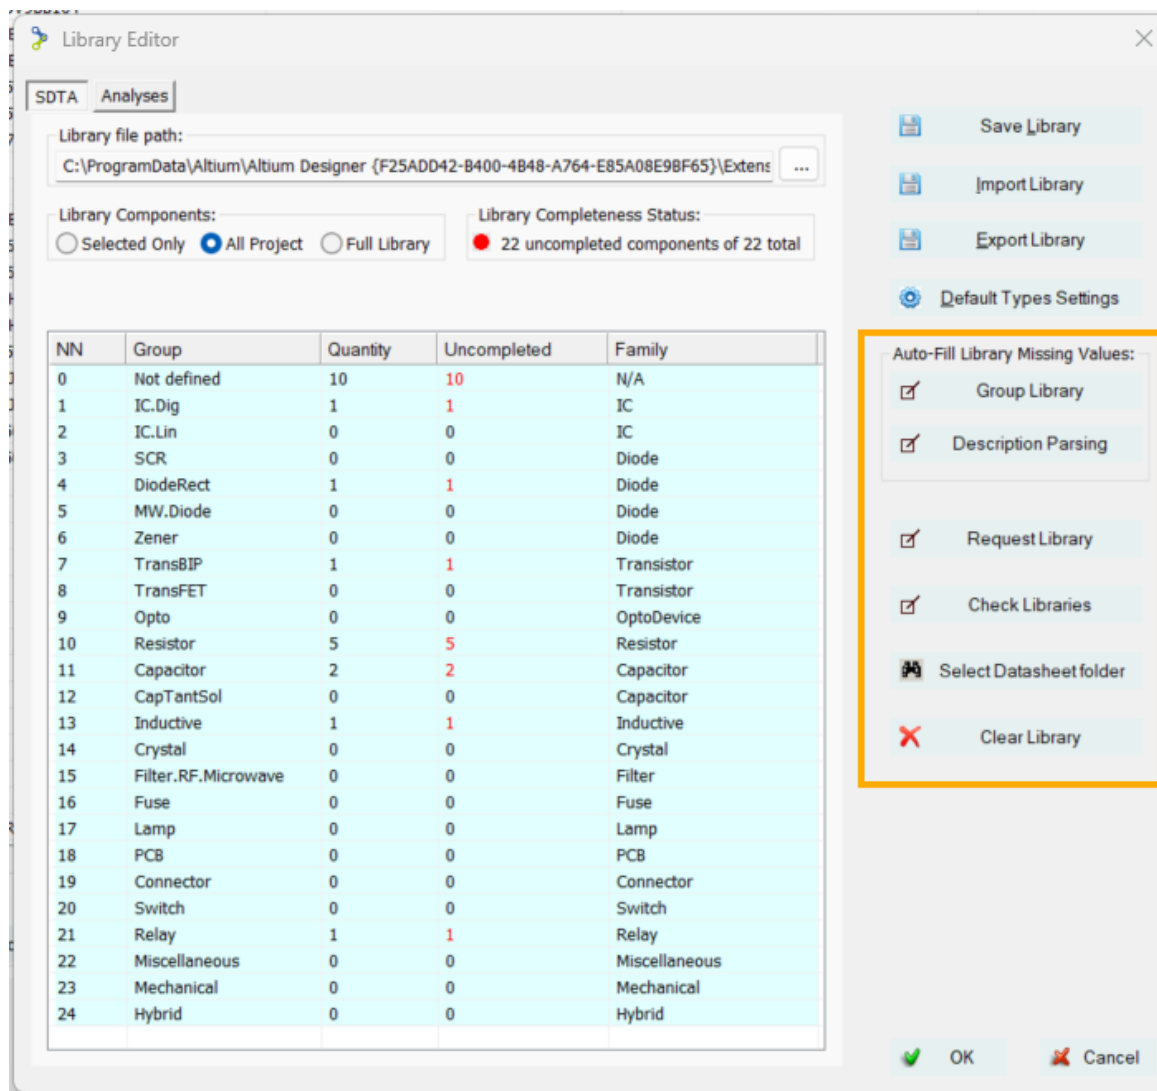 Library Editor
SDTA Analyses
Library file path:
C:\ProgramData\Altium\Altium Designer {F25ADD42-B400-4B48-A764-E85A08E9BF65}\Extens ...
Library Components:
Selected Only All Project Full Library
Library Completeness Status:
22 uncompleted components of 22 total
NN Group Quantity Uncompleted Family
0 Not defined 10 10 N/A
1 IC.Dig 1 1 IC
2 IC.Lin 0 0 IC
3 SCR 0 0 Diode
4 DiodeRect 1 1 Diode
5 MW.Diode 0 0 Diode
6 Zener 0 0 Diode
7 TransBIP 1 1 Transistor
8 TransFET 0 0 Transistor
9 Opto 0 0 OptoDevice
10 Resistor 5 5 Resistor
11 Capacitor 2 2 Capacitor
12 CapTantSol 0 0 Capacitor
13 Inductive 1 1 Inductive
14 Crystal 0 0 Crystal
15 Filter.RF.Microwave 0 0 Filter
16 Fuse 0 0 Fuse
17 Lamp 0 0 Lamp
18 PCB 0 0 PCB
19 Connector 0 0 Connector
20 Switch 0 0 Switch
21 Relay 1 1 Relay
22 Miscellaneous 0 0 Miscellaneous
23 Mechanical 0 0 Mechanical
24 Hybrid 0 0 Hybrid
Save Library
Import Library
Export Library
Default Types Settings
Auto-Fill Library Missing Values:
Group Library
Description Parsing
Request Library
Check Libraries
Select Datasheet folder
Clear Library
OK Cancel